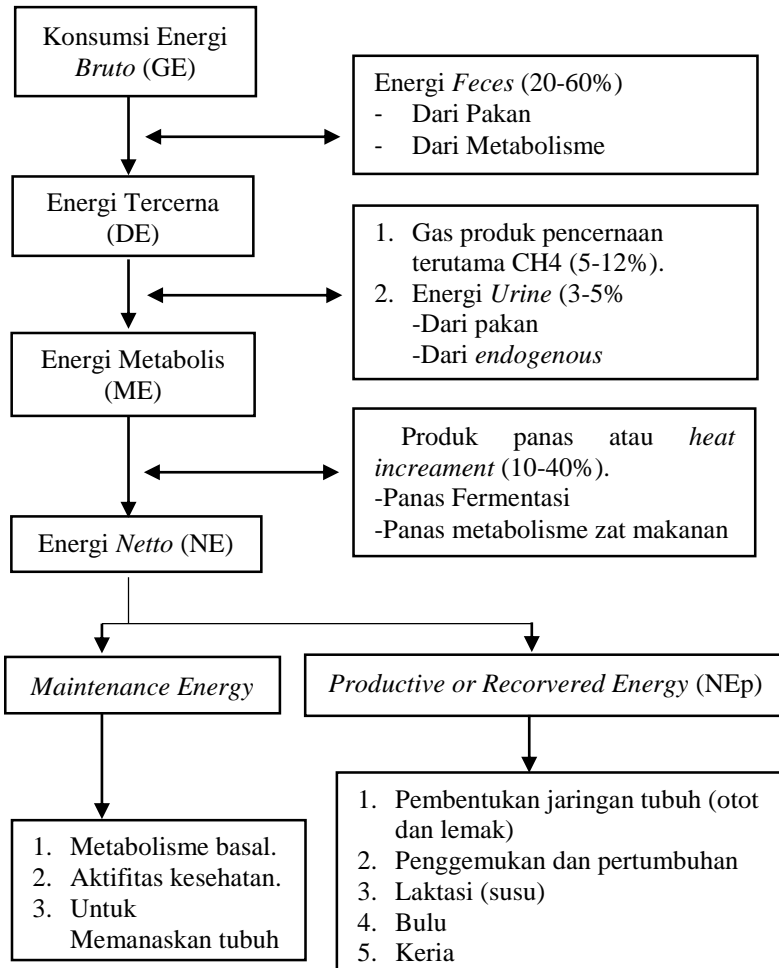 Konsumsi Energi
Bruto (GE)
Energi Feces (20-60%)
- Dari Pakan
- Dari Metabolisme
Energi Tercerna
(DE)
1. Gas produk pencernaan
terutama CH4 (5-12%).
2. Energi Urine (3-5%
-Dari pakan
-Dari endogenous
Energi Metabolis
(ME)
Produk panas atau heat
increament (10-40%).
-Panas Fermentasi
-Panas metabolisme zat makanan
Energi Netto (NE)
Maintenance Energy
Productive or Recorvered Energy (NEp)
1. Metabolisme basal.
2. Aktifitas kesehatan.
3. Untuk
Memanaskan tubuh
1. Pembentukan jaringan tubuh (otot
dan lemak)
2. Penggemukan dan pertumbuhan
3. Laktasi (susu)
4. Bulu
5. Kerja